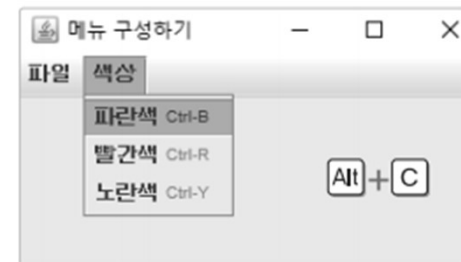 메뉴 구성하기
파일 색상
파란색 Ctrl-B
빨간색 Ctrl-R
노란색 Ctrl-Y
Alt+C